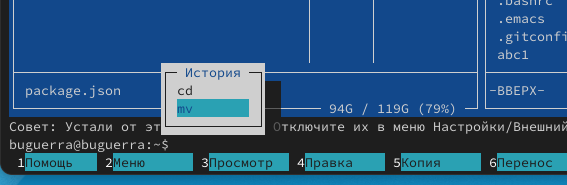 .bashrc
.emacs
.gitconfi
abcl
История
cd
mv
package.json
-ВВЕРХ-
94G / 119G (79%)
Совет: Устали от эт Отключите их в меню Настройки/Внешний
buguerra@buguerra:~$
1Помощь 2Меню 3Просмотр 4Правка 5Копия 6Перенос